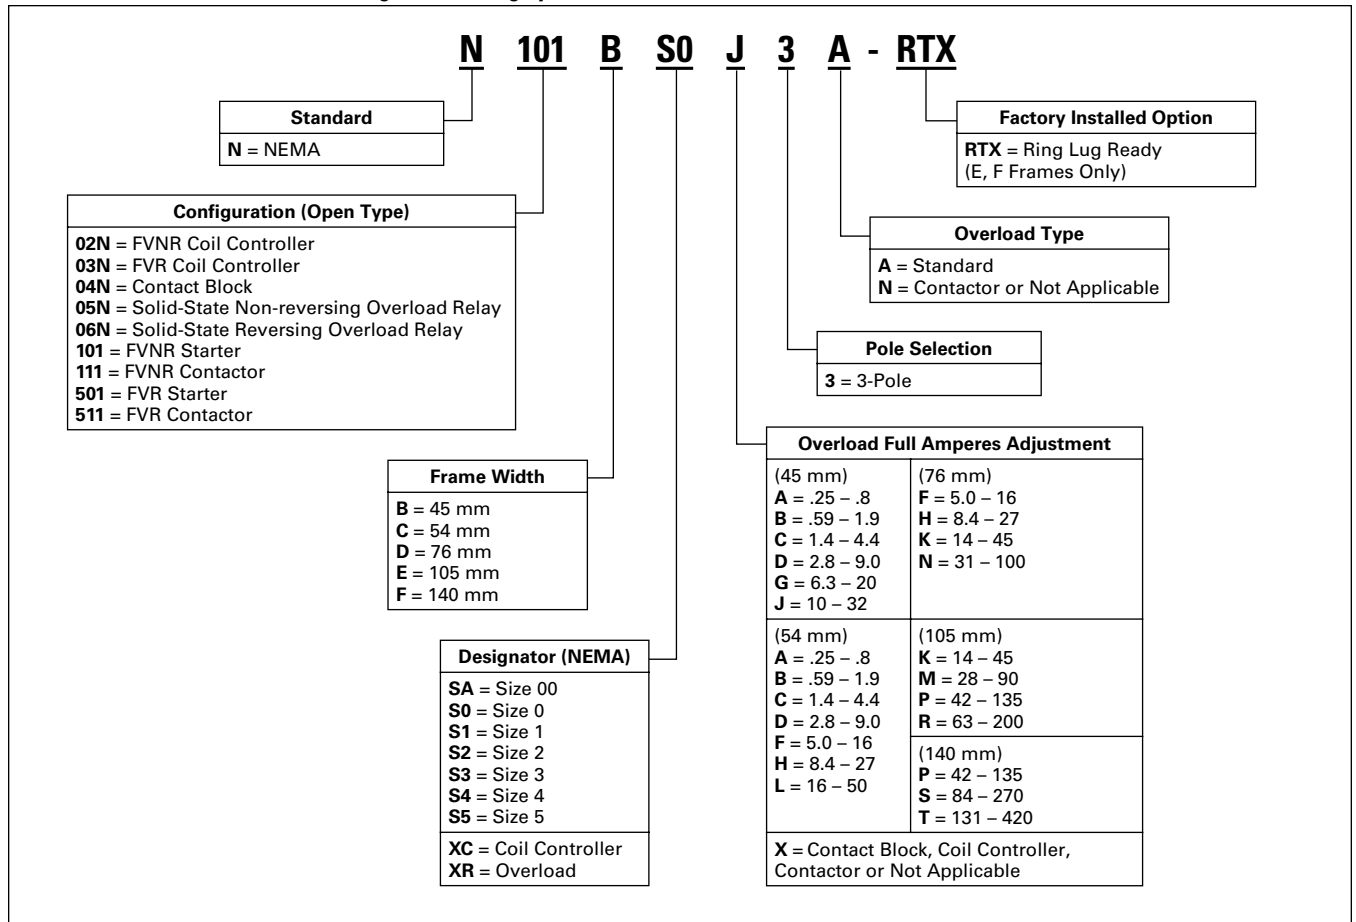 N 101 B S0 J 3 A - RTX
Standard
N = NEMA
Configuration (Open Type)
02N = FVNR Coil Controller
03N = FVR Coil Controller
04N = Contact Block
05N = Solid-State Non-reversing Overload Relay
06N = Solid-State Reversing Overload Relay
101 = FVNR Starter
111 = FVNR Contactor
501 = FVR Starter
511 = FVR Contactor
Frame Width
B = 45 mm
C = 54 mm
D = 76 mm
E = 105 mm
F = 140 mm
Designator (NEMA)
SA = Size 00
S0 = Size 0
S1 = Size 1
S2 = Size 2
S3 = Size 3
S4 = Size 4
S5 = Size 5
XC = Coil Controller
XR = Overload
Factory Installed Option
RTX = Ring Lug Ready
(E, F Frames Only)
Overload Type
A = Standard
N = Contactor or Not Applicable
Pole Selection
3 = 3-Pole
Overload Full Amperes Adjustment
(45 mm)
A = .25 – .8
B = .59 – 1.9
C = 1.4 – 4.4
D = 2.8 – 9.0
G = 6.3 – 20
J = 10 – 32
(76 mm)
F = 5.0 – 16
H = 8.4 – 27
K = 14 – 45
N = 31 – 100
(54 mm)
A = .25 – .8
B = .59 – 1.9
C = 1.4 – 4.4
D = 2.8 – 9.0
F = 5.0 – 16
H = 8.4 – 27
L = 16 – 50
(105 mm)
K = 14 – 45
M = 28 – 90
P = 42 – 135
R = 63 – 200
(140 mm)
P = 42 – 135
S = 84 – 270
T = 131 – 420
X = Contact Block, Coil Controller,
Contactor or Not Applicable